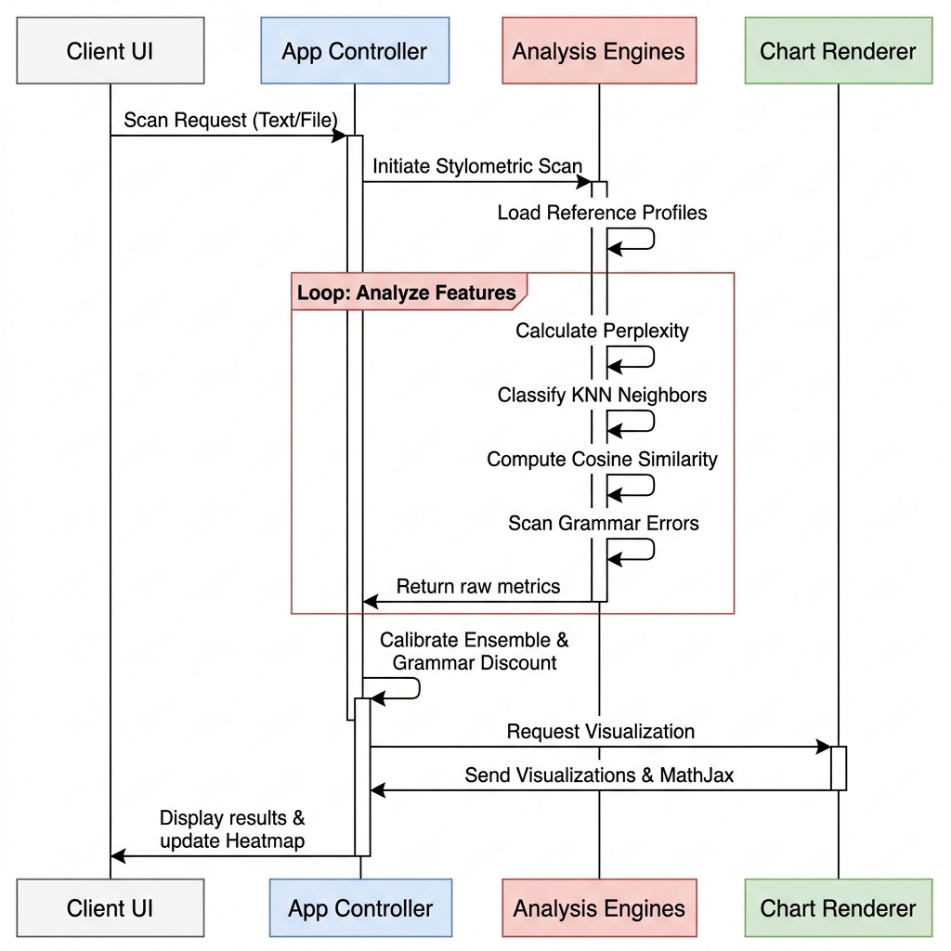 Client UI
App Controller
Analysis Engines
Chart Renderer
Scan Request (Text/File)
Initiate Stylometric Scan
Load Reference Profiles
Loop: Analyze Features
Calculate Perplexity
Classify KNN Neighbors
Compute Cosine Similarity
Scan Grammar Errors
Return raw metrics
Calibrate Ensemble &
Grammar Discount
Request Visualization
Send Visualizations & MathJax
Display results &
update Heatmap
Client UI
App Controller
Analysis Engines
Chart Renderer